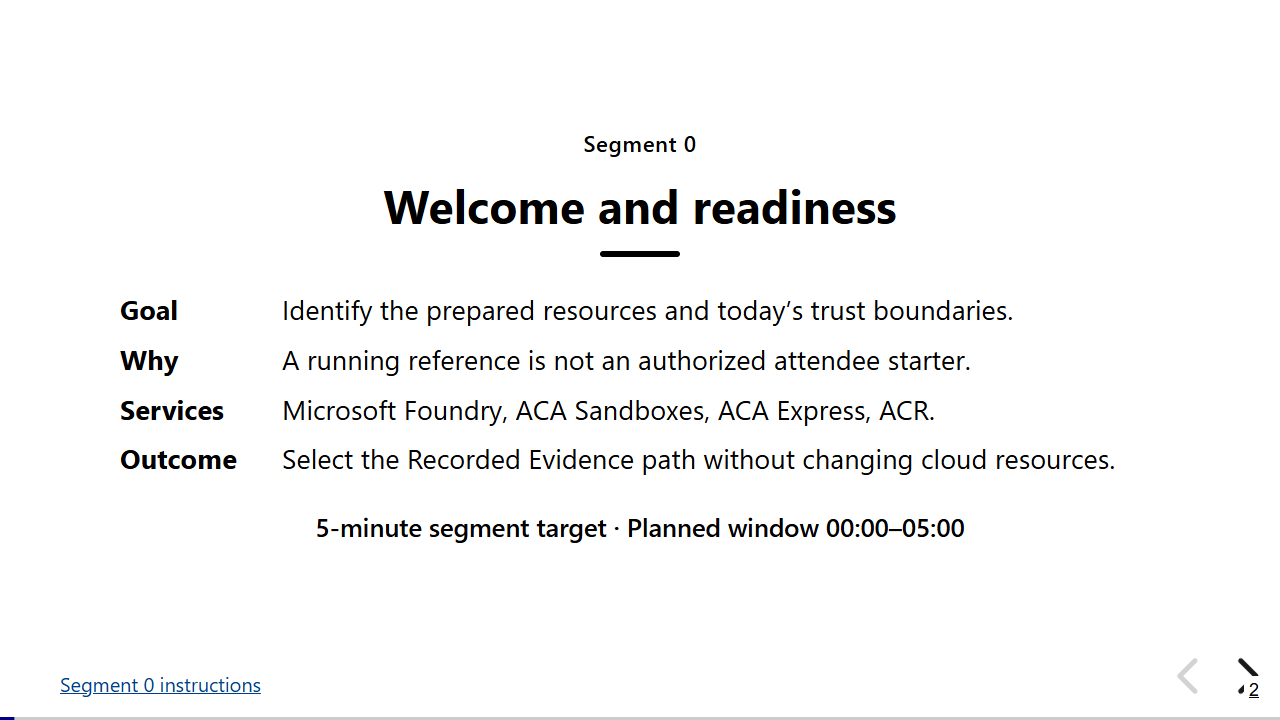 Segment 0
Welcome and readiness
Goal Identify the prepared resources and today’s trust boundaries.
Why A running reference is not an authorized attendee starter.
Services Microsoft Foundry, ACA Sandboxes, ACA Express, ACR.
Outcome Select the Recorded Evidence path without changing cloud resources.
5-minute segment target · Planned window 00:00–05:00
Segment 0 instructions
2